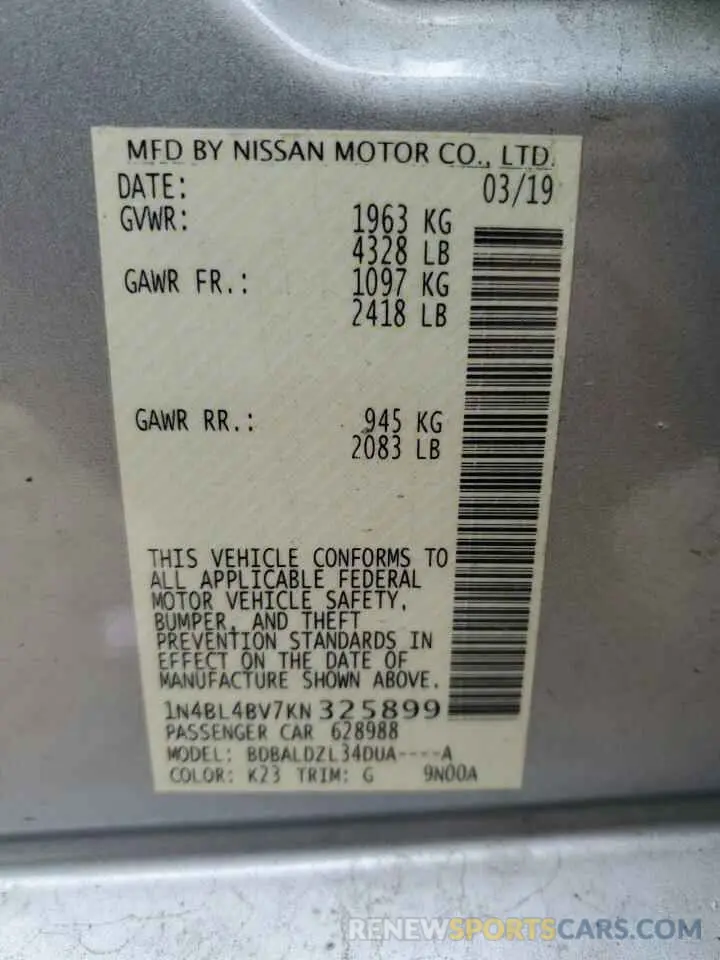 MFD BY NISSAN MOTOR CO., LTD.
DATE: 03/19
GVWR: 1963 KG
4328 LB
GAWR FR.: 1097 KG
2418 LB
GAWR RR.: 945 KG
2083 LB
THIS VEHICLE CONFORMS TO
ALL APPLICABLE FEDERAL
MOTOR VEHICLE SAFETY,
BUMPER, AND THEFT
PREVENTION STANDARDS IN
EFFECT ON THE DATE OF
MANUFACTURE SHOWN ABOVE.
1N4BL4BV7KN325899
PASSENGER CAR 628988
MODEL: BDBALDZL34DUA----A
COLOR: K23 TRIM: G 9N00A
RENEWSPORTSCARS.COM